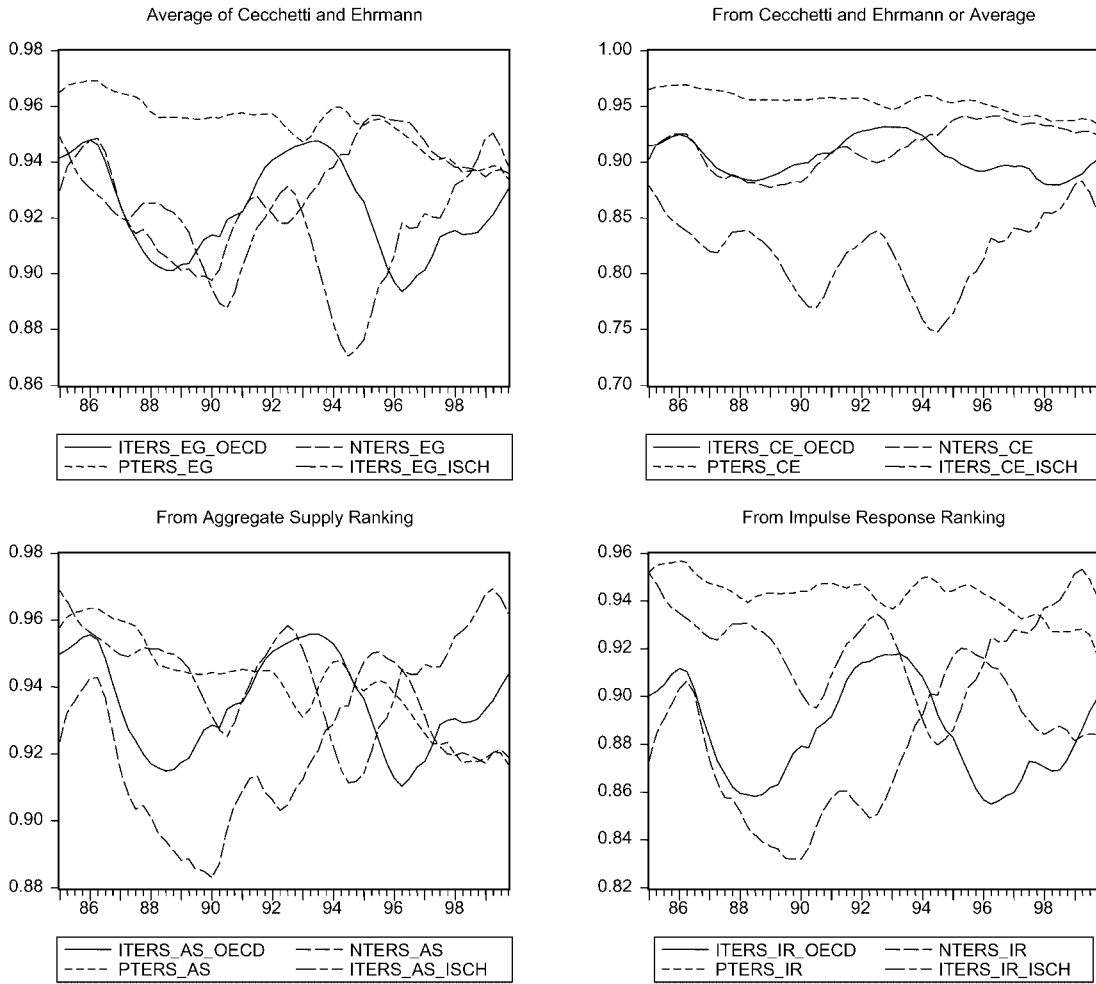 Average of Cecchetti and Ehrmann
0.98
0.96
0.94
0.92
0.90
0.88
0.86
86 88 90 92 94 96 98
ITERS_EG_OECD NTERS_EG
PTERS_EG ITERS_EG_ISCH
From Cecchetti and Ehrmann or Average
1.00
0.95
0.90
0.85
0.80
0.75
0.70
86 88 90 92 94 96 98
ITERS_CE_OECD NTERS_CE
PTERS_CE ITERS_CE_ISCH
From Aggregate Supply Ranking
0.98
0.96
0.94
0.92
0.90
0.88
86 88 90 92 94 96 98
ITERS_AS_OECD NTERS_AS
PTERS_AS ITERS_AS_ISCH
From Impulse Response Ranking
0.96
0.94
0.92
0.90
0.88
0.86
0.84
0.82
86 88 90 92 94 96 98
ITERS_IR_OECD NTERS_IR
PTERS_IR ITERS_IR_ISCH